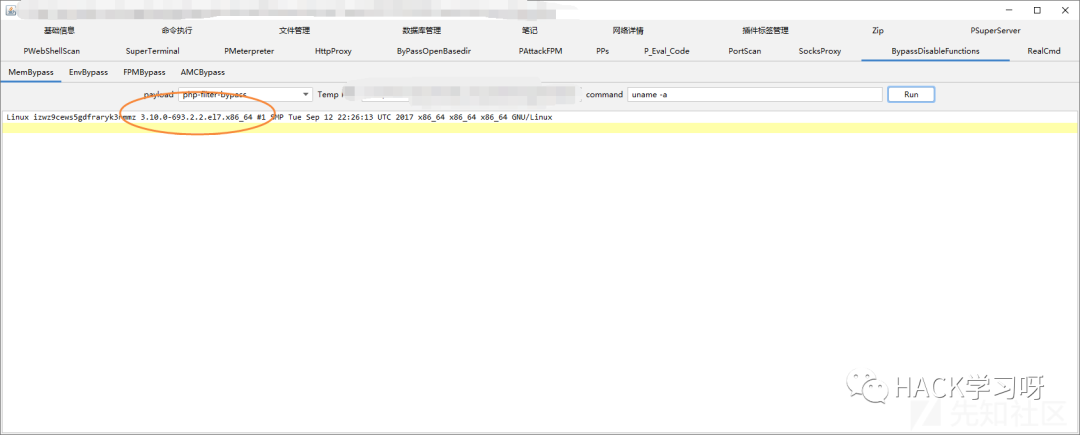 基础信息 命令执行 文件管理 数据库管理 笔记 网络详情 插件标签管理 Zip PSuperServer
PWebShellScan SuperTerminal PMeterpreter HttpProxy ByPassOpenBasedir PAttackFPM PPs P_Eval_Code PortScan SocksProxy BypassDisableFunctions RealCmd
MemBypass EnvBypass FPMBypass AMCBypass
payload php-filter-bypass Temp command uname -a Run
Linux 3.10.0-693.2.2.el7.x86_64 #1 SMP Tue Sep 12 22:26:13 UTC 2017 x86_64 x86_64 x86_64 GNU/Linux
HACK学习呀
先知社区